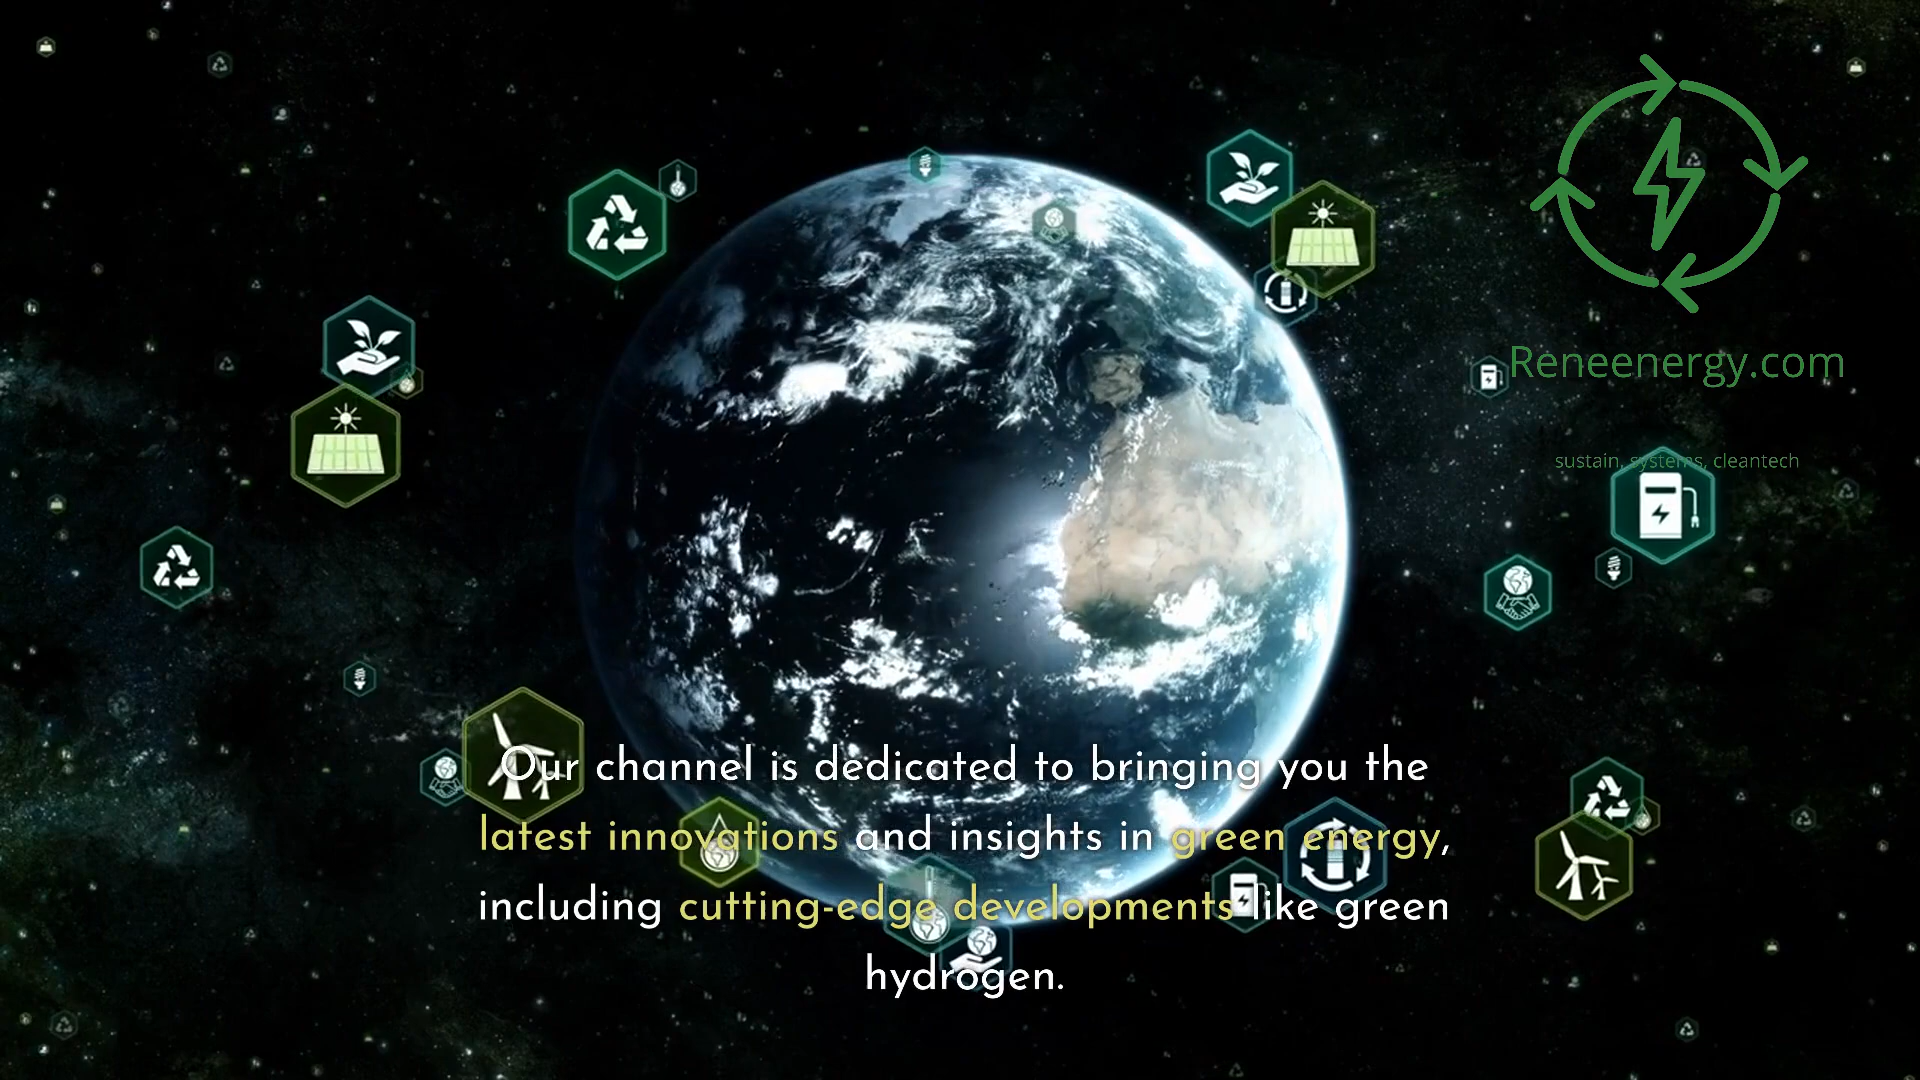 Reneenergy.com
sustain, systems, cleantech
Our channel is dedicated to bringing you the
latest innovations and insights in green energy,
including cutting-edge developments like green
hydrogen.